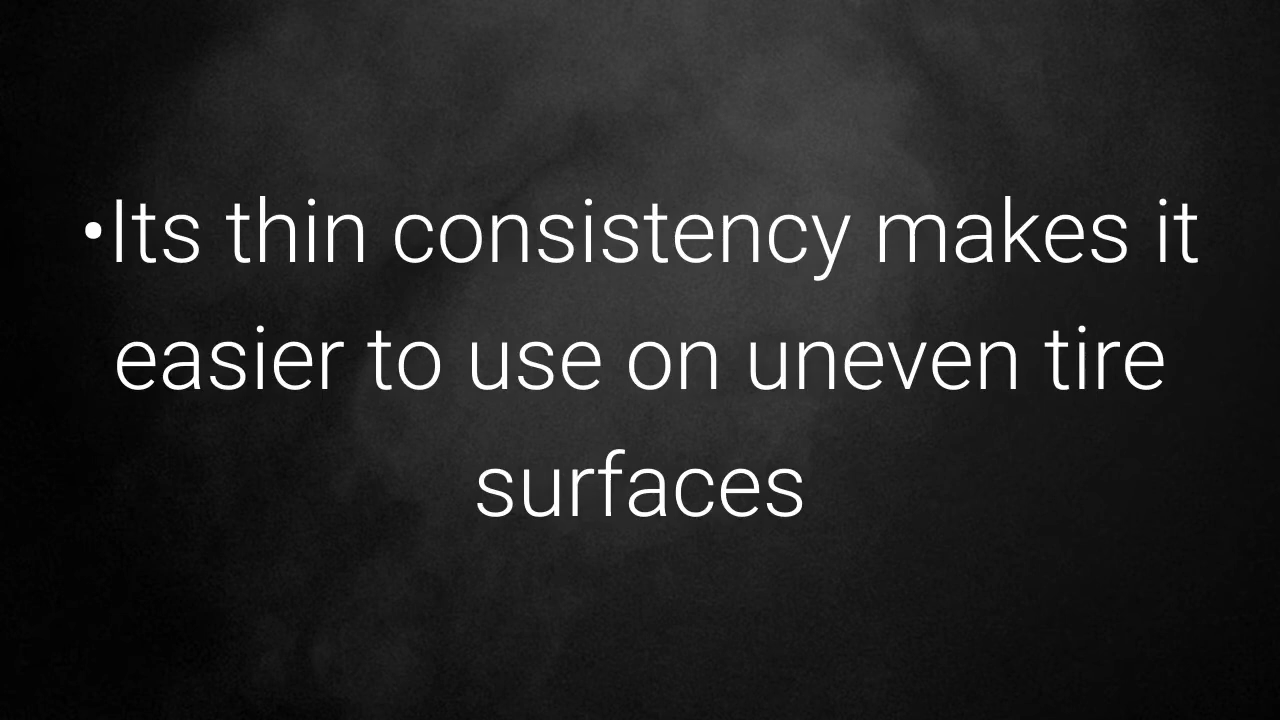 •Its thin consistency makes it
easier to use on uneven tire
surfaces